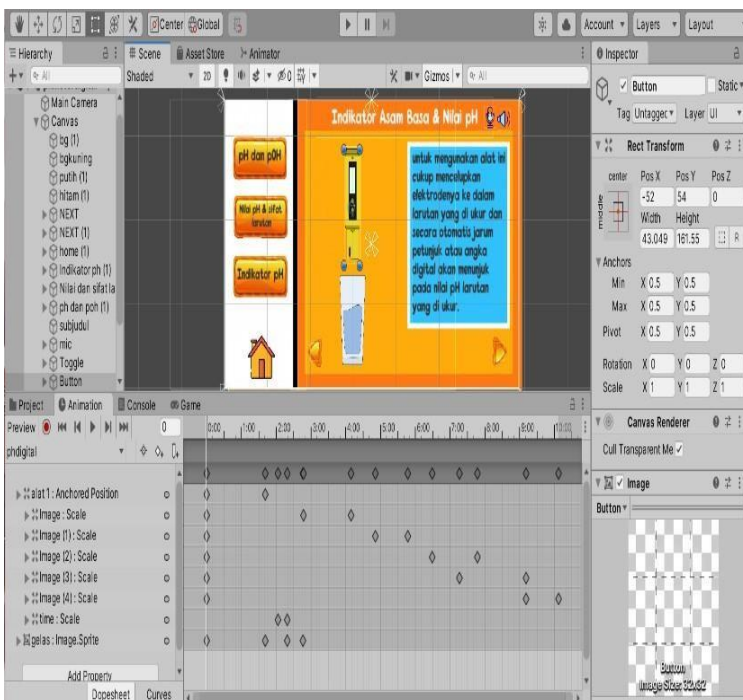 Center Global
Account Layers Layout
Hierarchy
All
Main Camera
Canvas
bg (1)
bgkuning
putih (1)
hitam (1)
NEXT
NEXT (1)
home (1)
Indikatorph (1)
Nilai dan sifat la
ph dan poh (1)
subjudul
mic
Toggle
Button
Scene Asset Store Animator
Shaded 2D 0 Gizmos All
Indikator Asam Basa & Nilai pH
pH dan pOH
Nilai pH & sifat
larutan
Indikator pH
untuk mengunakan alat ini
cukup mencelupkan
elektrodenya ke dalam
larutan yang di ukur dan
secara otomatis jarum
petunjuk atau angka
digital akan menunjuk
pada nilai pH larutan
yang di ukur.
Inspector
Button Static
Tag Untagged Layer UI
Rect Transform
center Pos X Pos Y Pos Z
middle
-52 54 0
Width Height
43.049 161.55 R
Anchors
Min X 0.5 Y 0.5
Max X 0.5 Y 0.5
Pivot X 0.5 Y 0.5
Rotation X 0 Y 0 Z 0
Scale X 1 Y 1 Z 1
Canvas Renderer
Cull Transparent Me
Image
Button
Button
Image Size: 32x32
Project Animation Console Game
Preview 0
0:00 1:00 2:00 3:00 4:00 5:00 6:00 7:00 8:00 9:00 10:00
phdigital
alat 1 : Anchored Position
Image : Scale
Image (1) : Scale
Image (2) : Scale
Image (3) : Scale
Image (4) : Scale
time : Scale
gelas : Image.Sprite
Add Property
Dopesheet Curves